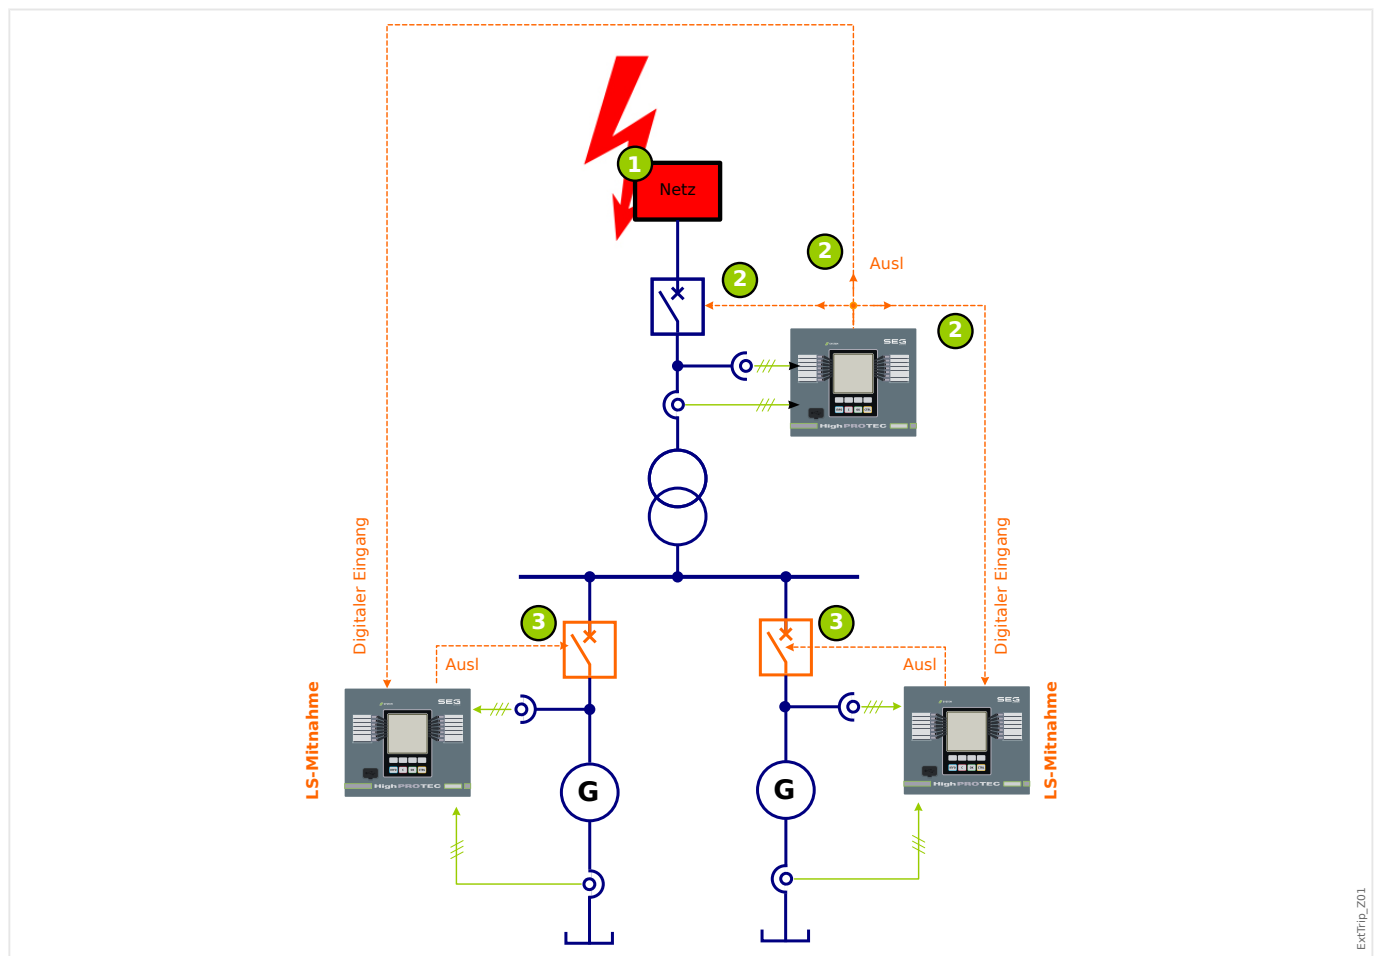 1
Netz
2
Ausl
2
2
SEG
HighPROTEC
Digitaler Eingang
Digitaler Eingang
3
3
Ausl
Ausl
LS-Mitnahme
SEG
HighPROTEC
SEG
HighPROTEC
LS-Mitnahme
G
G
ExtTrip_Z01